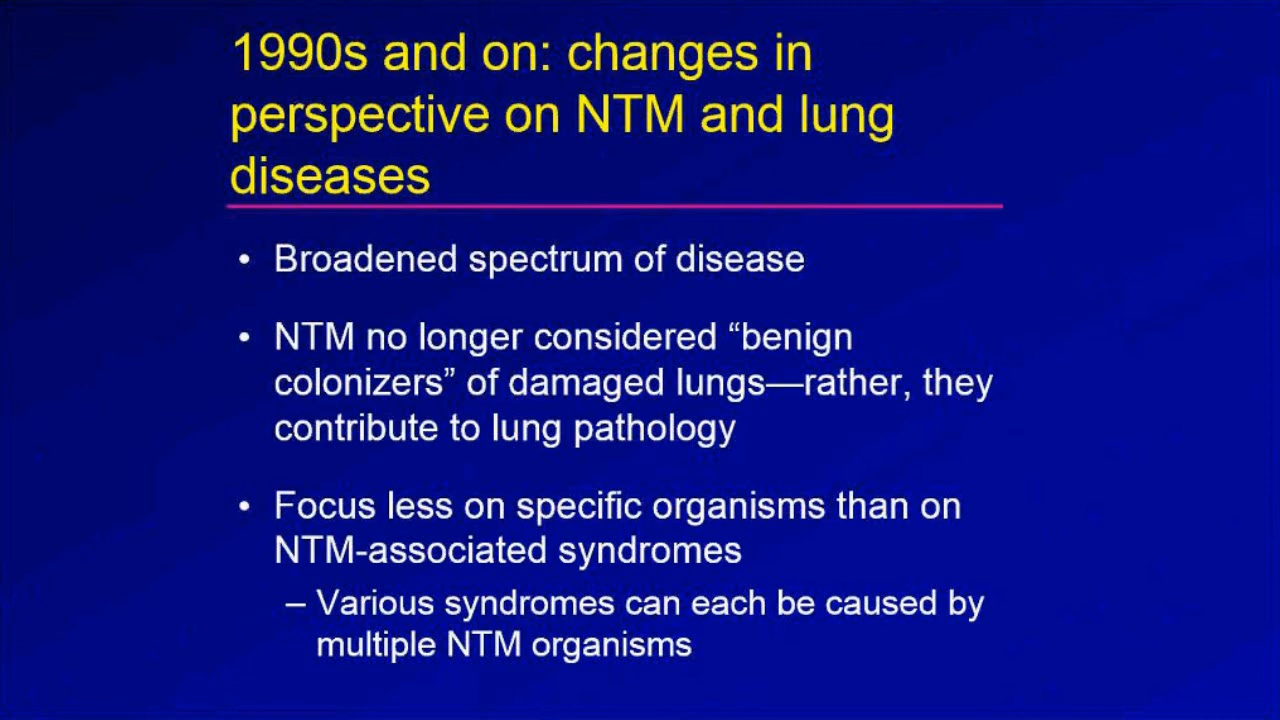 1990s and on: changes in
perspective on NTM and lung
diseases
• Broadened spectrum of disease
• NTM no longer considered “benign
colonizers” of damaged lungs—rather, they
contribute to lung pathology
• Focus less on specific organisms than on
NTM-associated syndromes
– Various syndromes can each be caused by
multiple NTM organisms